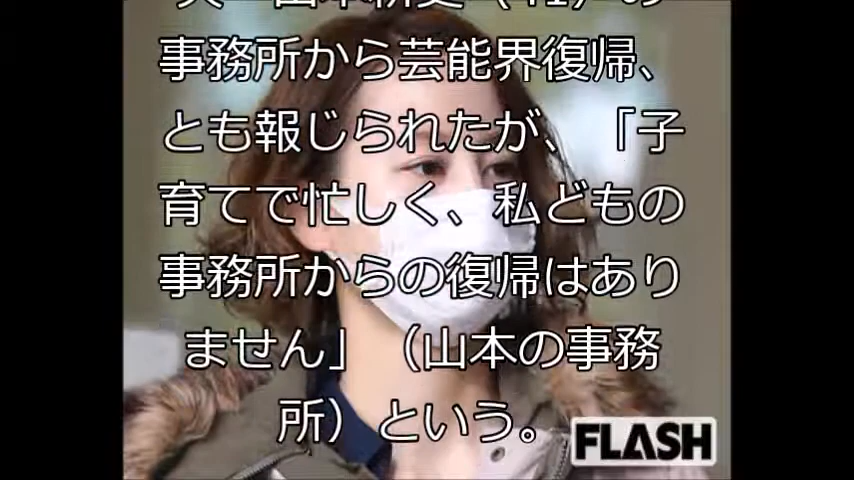 事務所から芸能界復帰、
とも報じられたが、「子
育てで忙しく、私どもの
事務所からの復帰はあり
ません」（山本の事務
所）という。
FLASH